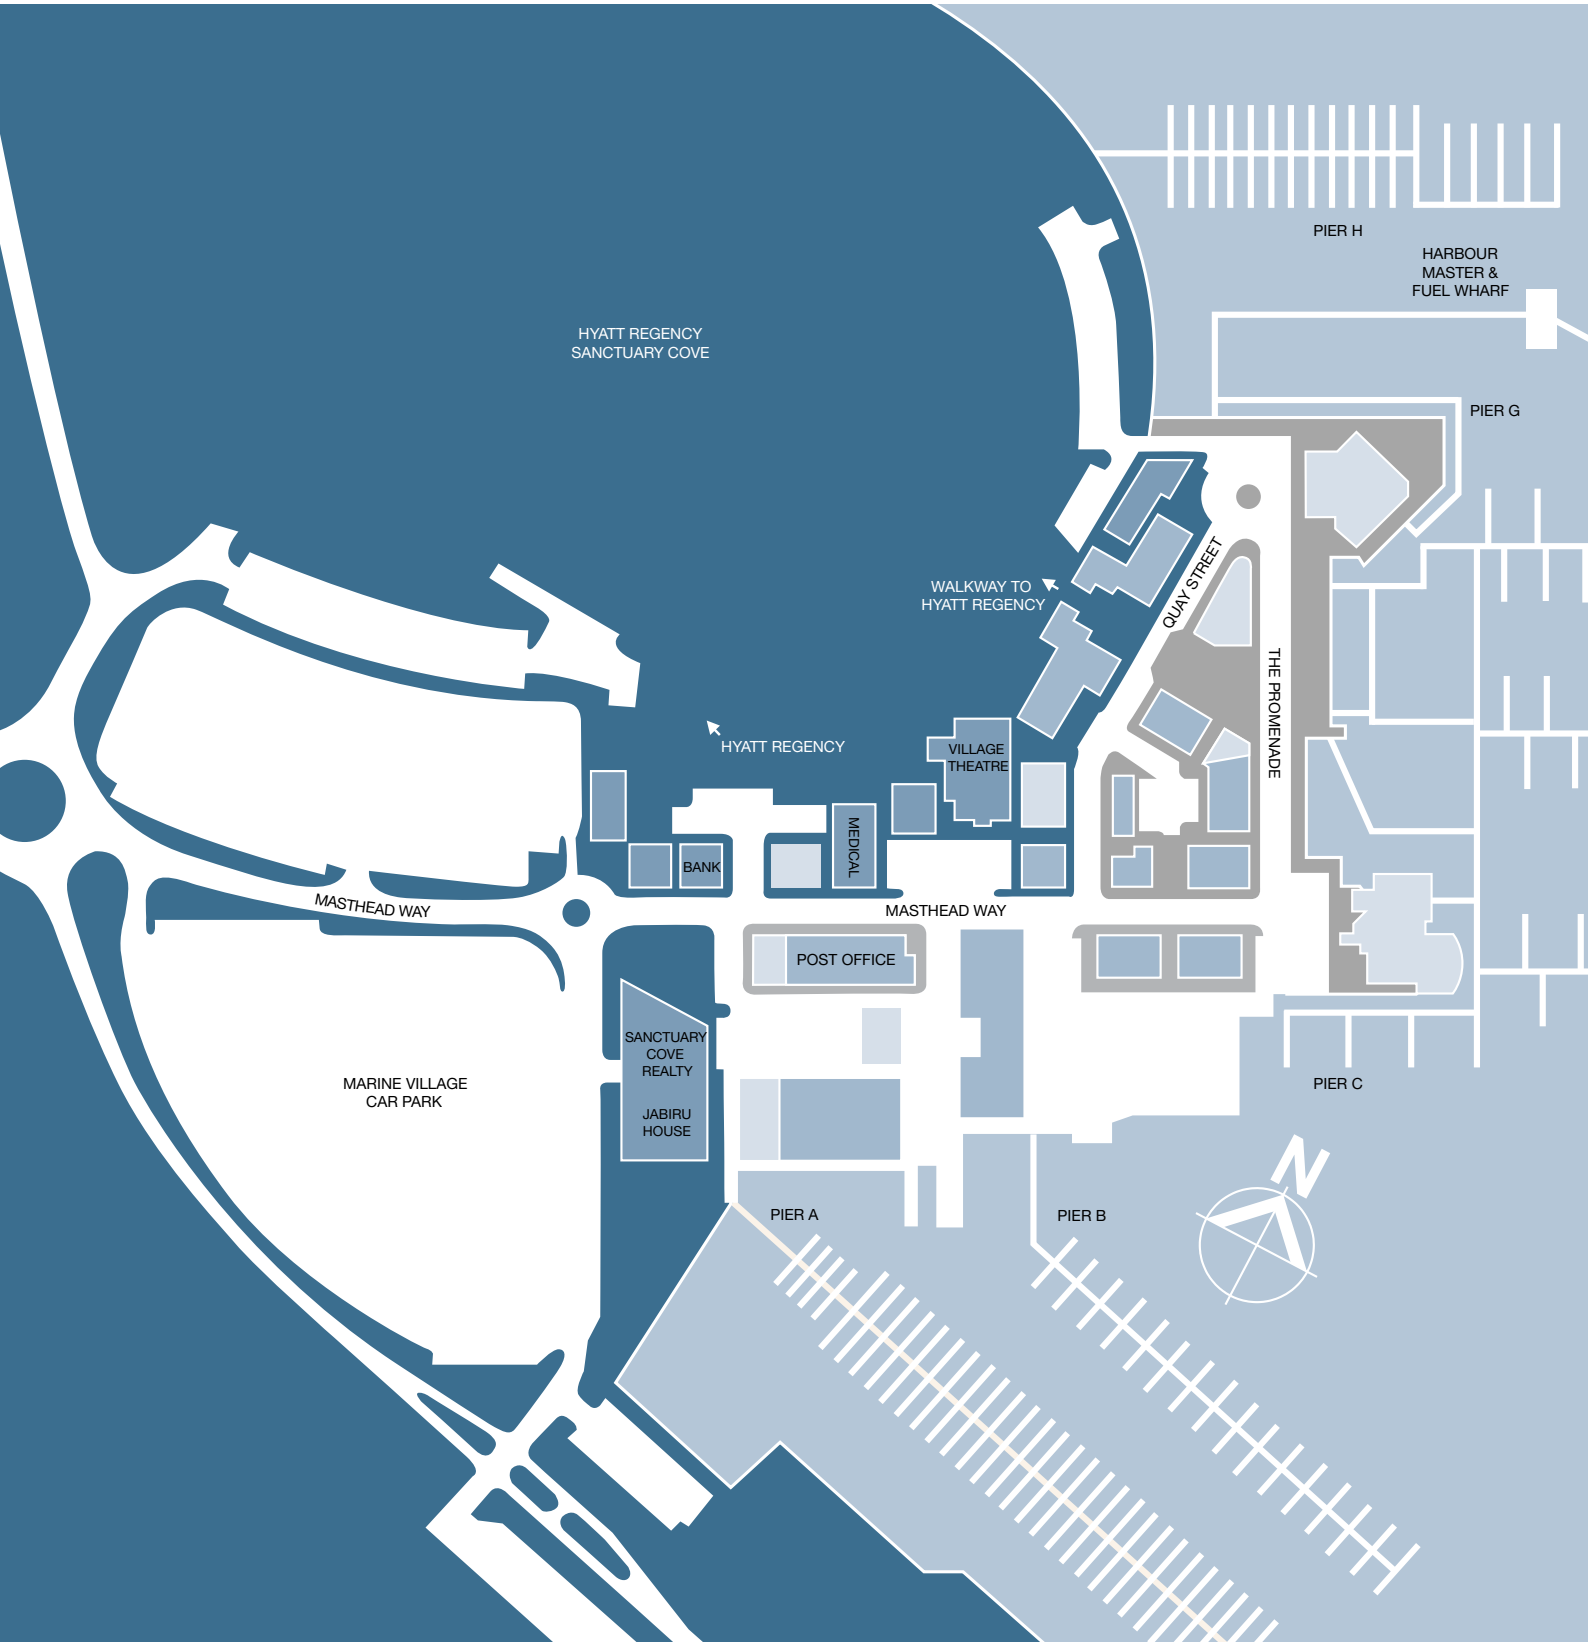 PIER H
HARBOUR
MASTER &
FUEL WHARF
HYATT REGENCY
SANCTUARY COVE
PIER G
WALKWAY TO
HYATT REGENCY
QUAY STREET
THE PROMENADE
HYATT REGENCY
VILLAGE
THEATRE
MEDICAL
BANK
MASTHEAD WAY
MASTHEAD WAY
POST OFFICE
SANCTUARY
COVE
REALTY
JABIRU
HOUSE
MARINE VILLAGE
CAR PARK
PIER C
N
PIER A
PIER B